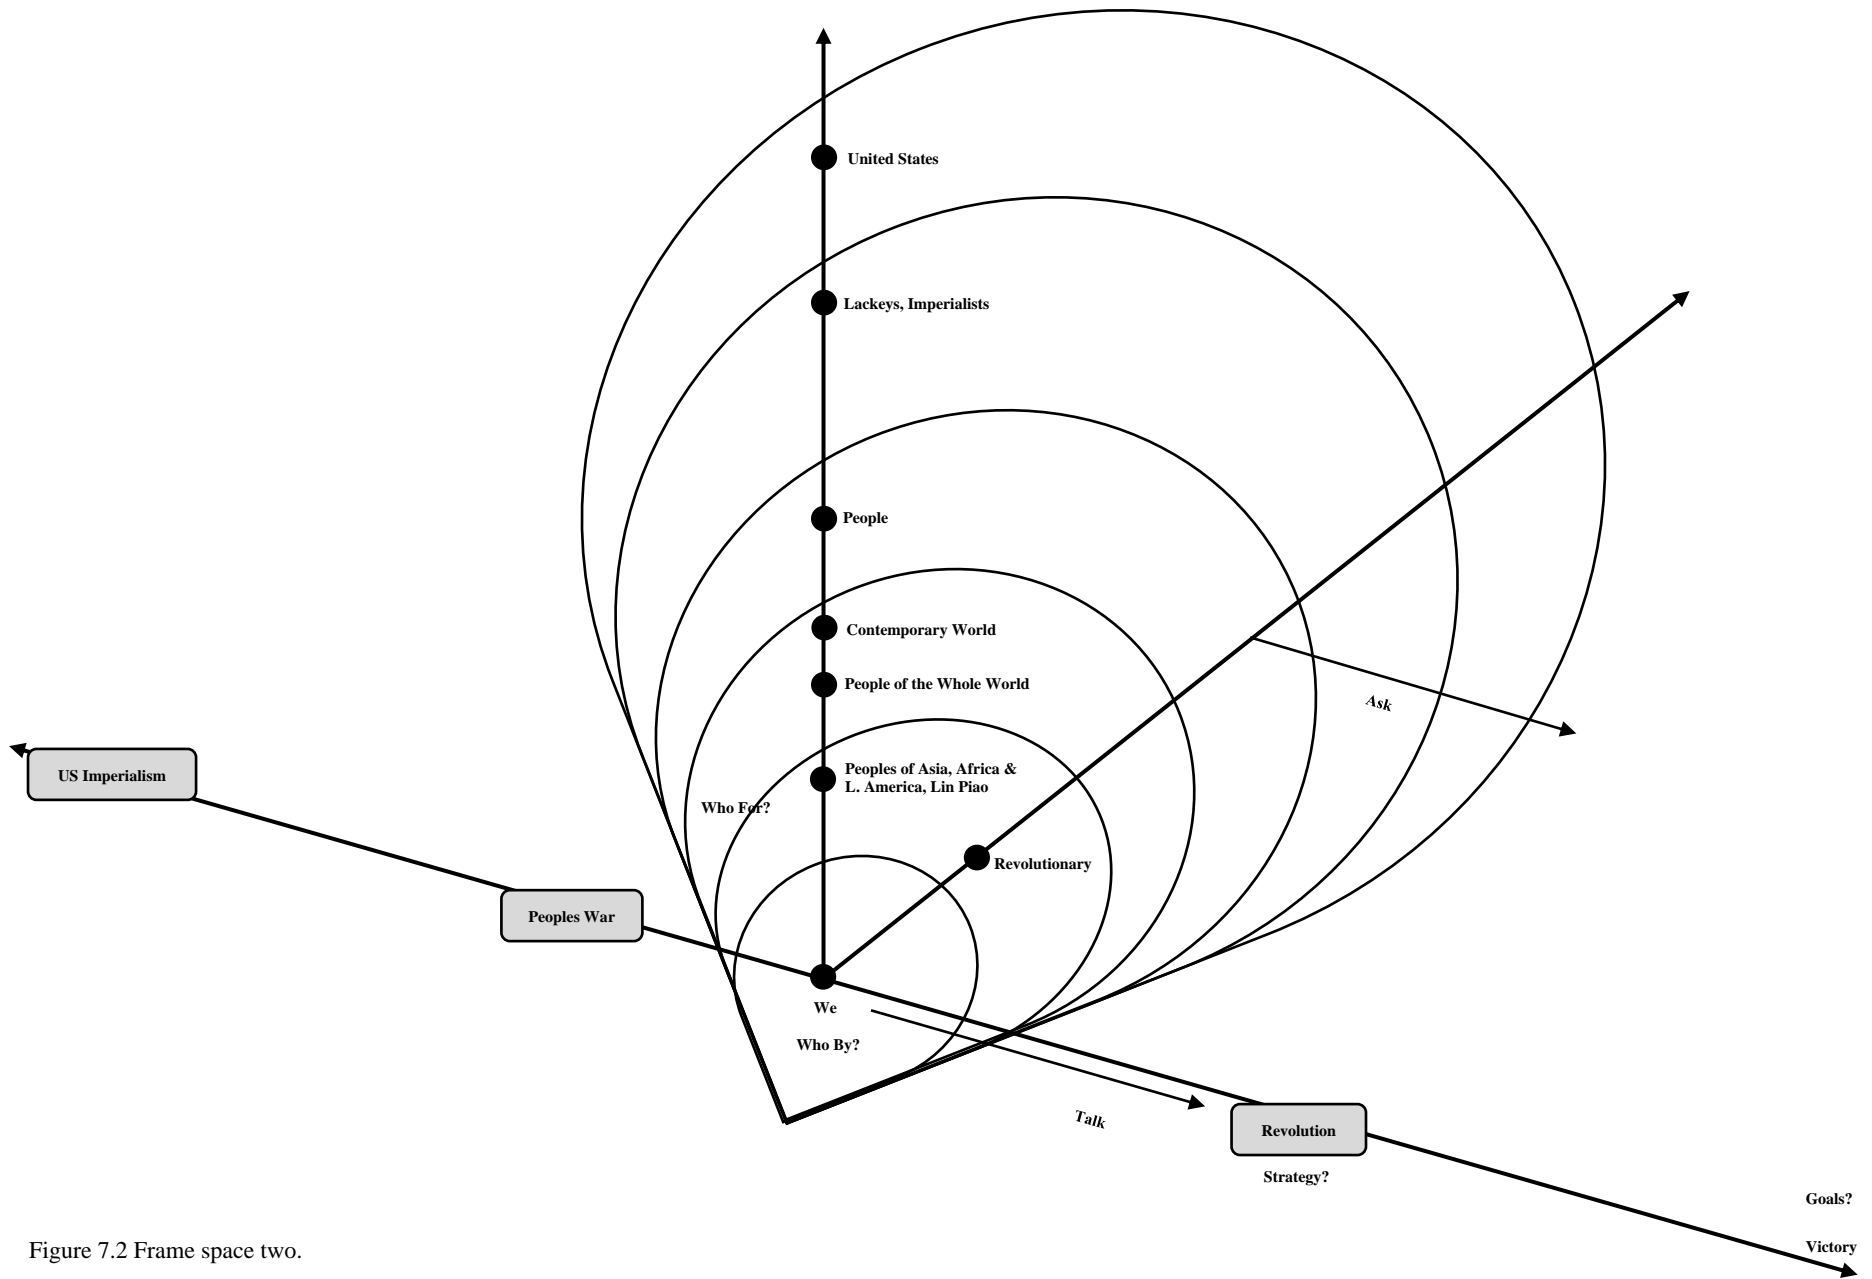 United States
Lackeys, Imperialists
People
Contemporary World
People of the Whole World
Ask
US Imperialism
Peoples of Asia, Africa &
L. America, Lin Piao
Who For?
Revolutionary
Peoples War
We
Who By?
Talk
Revolution
Strategy?
Goals?
Victory
Figure 7.2 Frame space two.